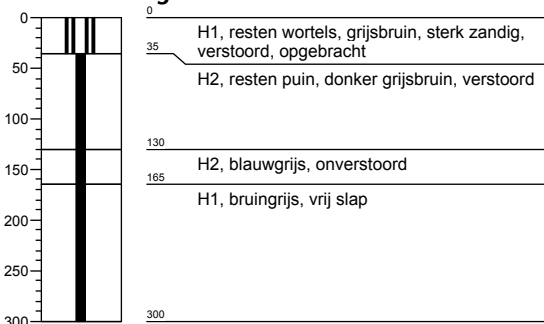 0
50
100
150
200
250
300
0
H1, resten wortels, grijsbruin, sterk zandig,
verstoord, opgebracht
35
H2, resten puin, donker grijsbruin, verstoord
130
H2, blauwgrijs, onverstoord
165
H1, bruingrijs, vrij slap
300